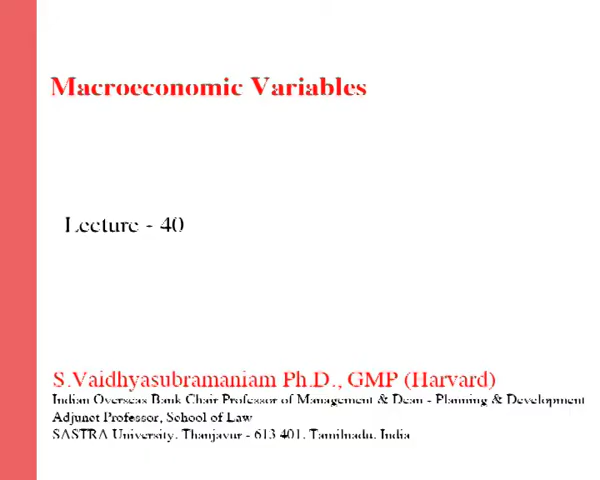 Macroeconomic Variables
Lecture - 40
S.Vaidhyasubramaniam Ph.D., GMP (Harvard)
Indian Overseas Bank Chair Professor of Management & Dean - Planning & Development
Adjunct Professor, School of Law
SASTRA University, Thanjavur - 613 401, Tamilnadu, India